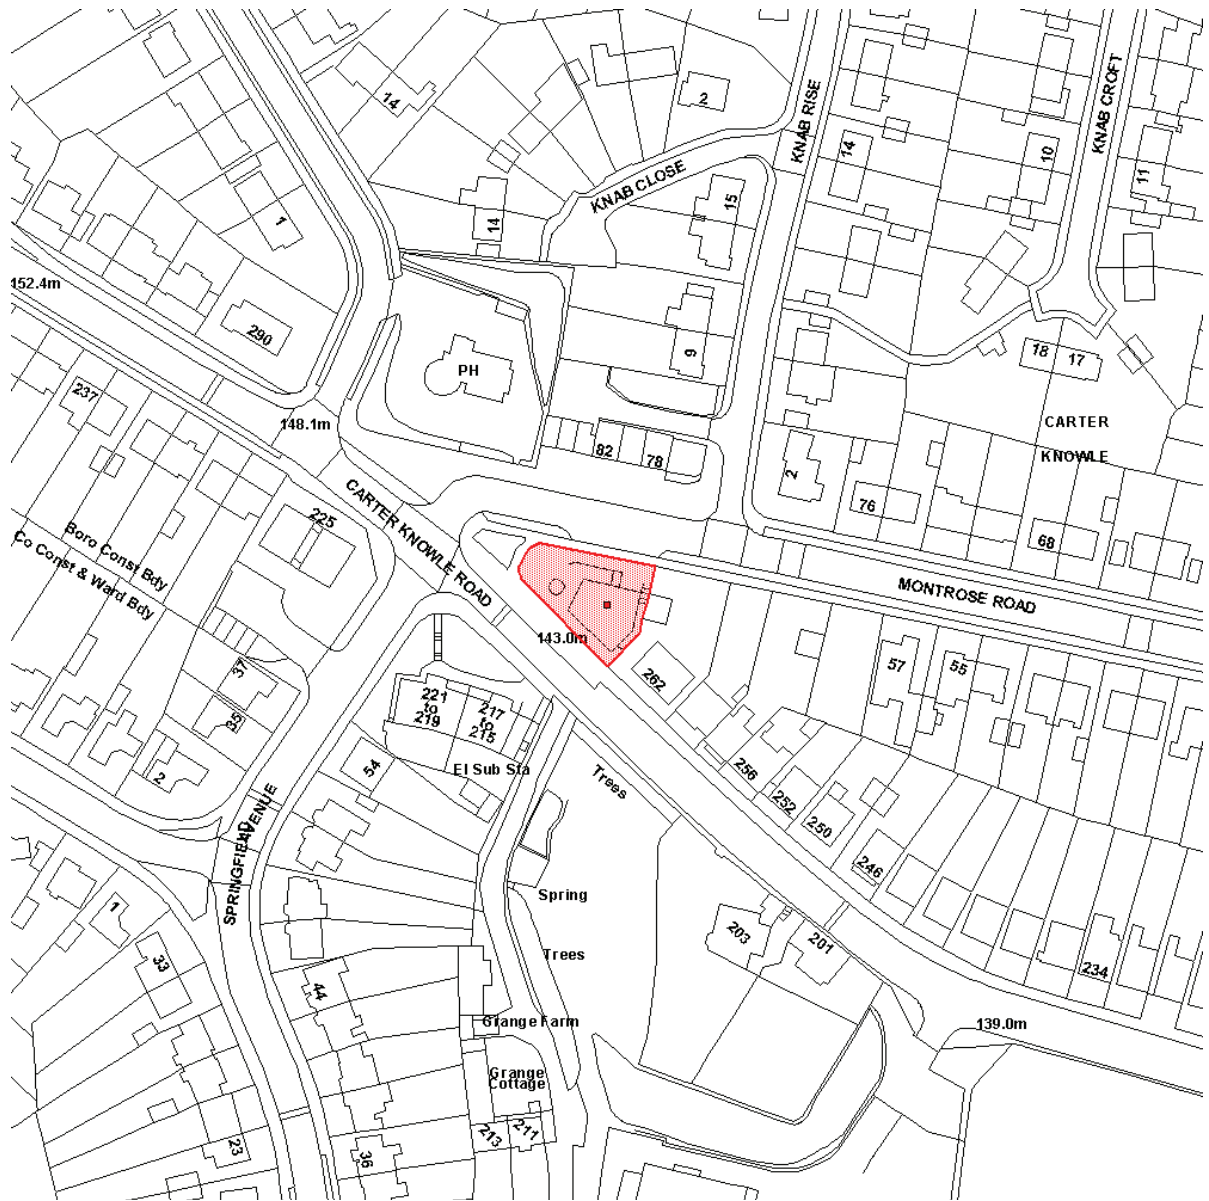 14
2
KNAB RISE
KNAB CROFT
14
10
11
KNAB CLOSE
15
1
14
152.4m
290
PH
9
18
17
237
148.1m
82
78
2
CARTER
KNOWLE
76
68
225
CARTER KNOWLE ROAD
Boro Const Bdy
Co Const & Ward Bdy
MONTROSE ROAD
143.0m
262
57
55
37
35
2
221
to
219
217
to
215
54
El Sub Sta
Trees
256
252
250
246
SPRINGFIELD
AVENUE
Spring
Trees
1
33
44
203
201
234
Grange Farm
139.0m
Grange
Cottage
213
211
23
36